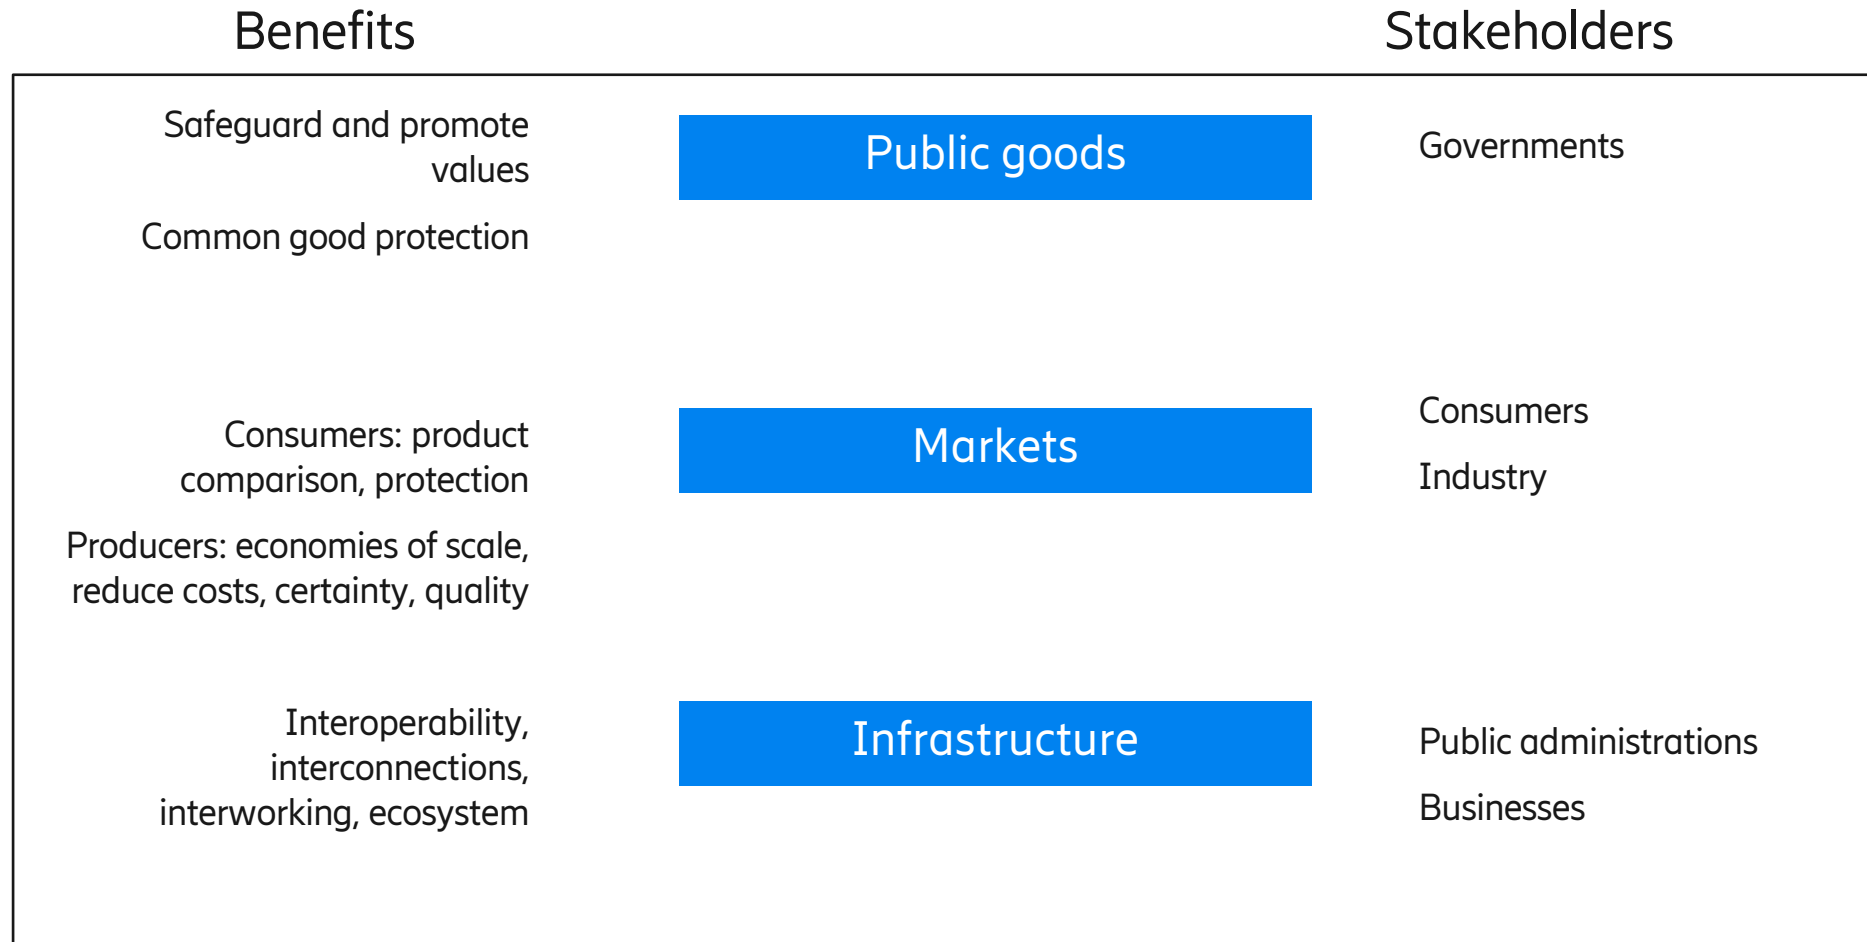 Benefits
Stakeholders
Safeguard and promote
values
Common good protection
Public goods
Governments
Consumers: product
comparison, protection
Producers: economies of scale,
reduce costs, certainty, quality
Markets
Consumers
Industry
Interoperability,
interconnections,
interworking, ecosystem
Infrastructure
Public administrations
Businesses